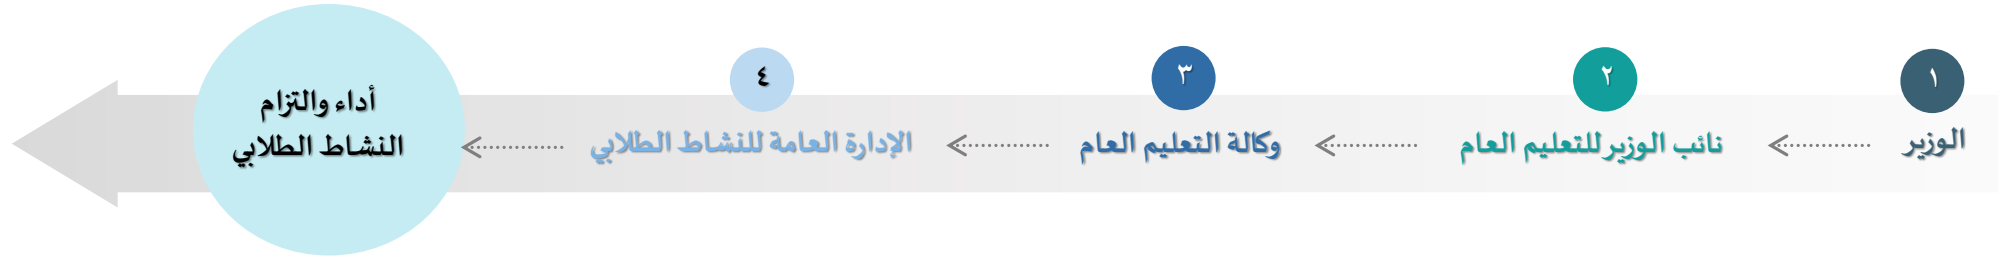 ١
الوزير
٢
نائب الوزير للتعليم العام
٣
وكالة التعليم العام
٤
الإدارة العامة للنشاط الطلابي
أداء والتزام
النشاط الطلابي